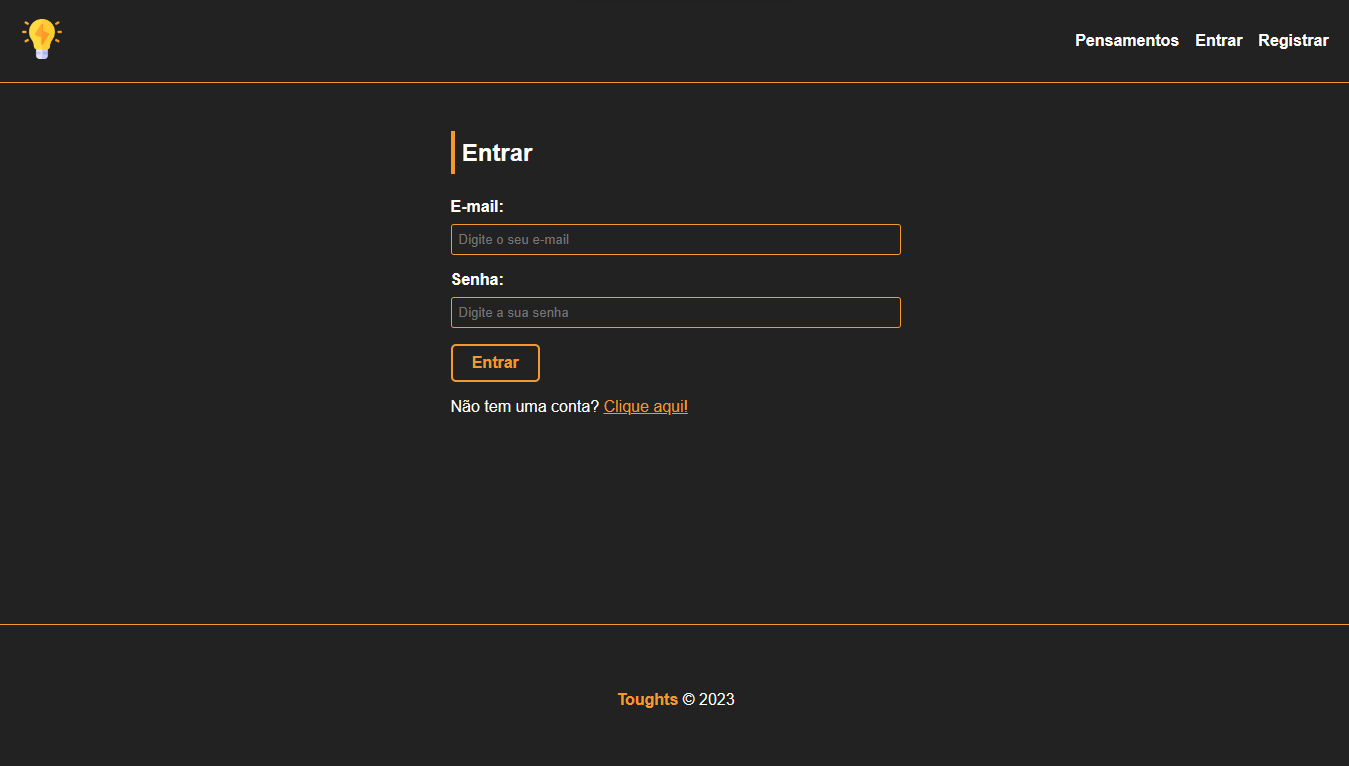 Pensamentos Entrar Registrar
Entrar
E-mail:
Digite o seu e-mail
Senha:
Digite a sua senha
Entrar
Não tem uma conta? Clique aqui!
Toughts © 2023